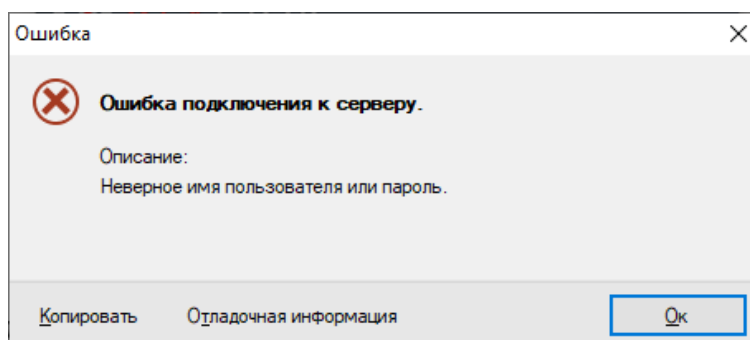 Ошибка
Ошибка подключения к серверу.
Описание:
Неверное имя пользователя или пароль.
Копировать
Отладочная информация
Ок